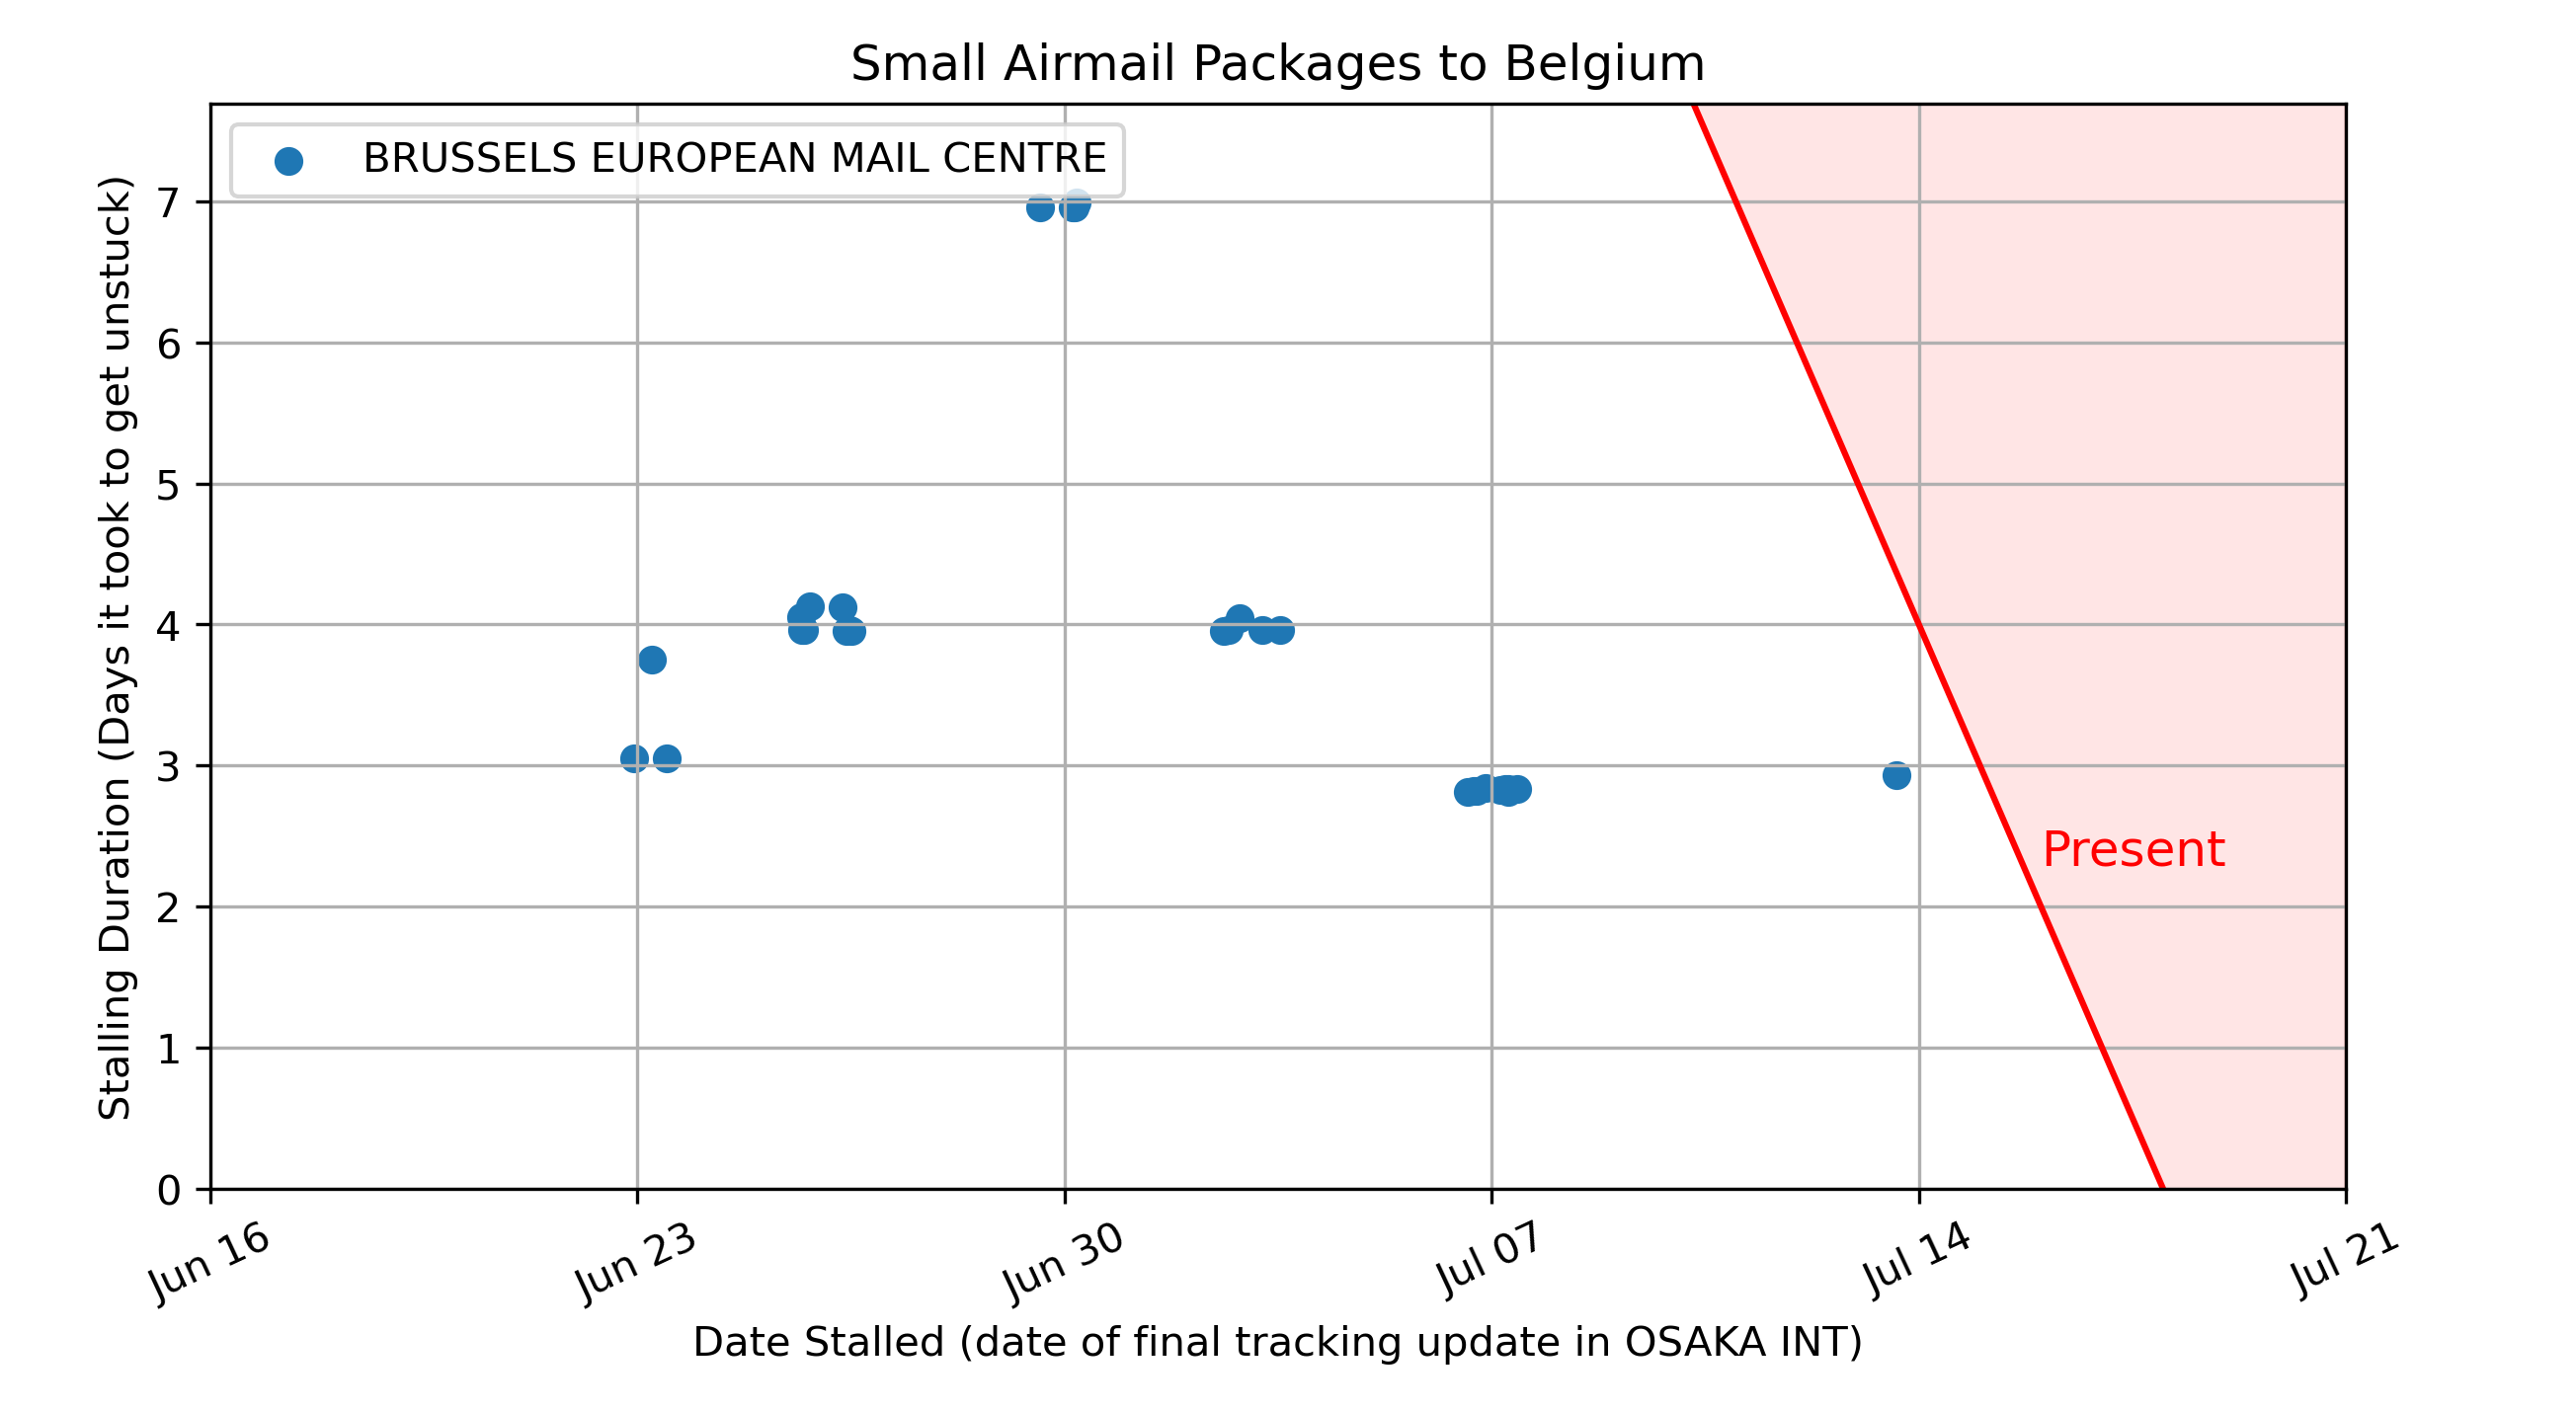 Small Airmail Packages to Belgium
BRUSSELS EUROPEAN MAIL CENTRE
Stalling Duration (Days it took to get unstuck)
7
6
5
4
3
2
1
0
Present
Jun 16
Jun 23
Jun 30
Jul 07
Jul 14
Jul 21
Date Stalled (date of final tracking update in OSAKA INT)